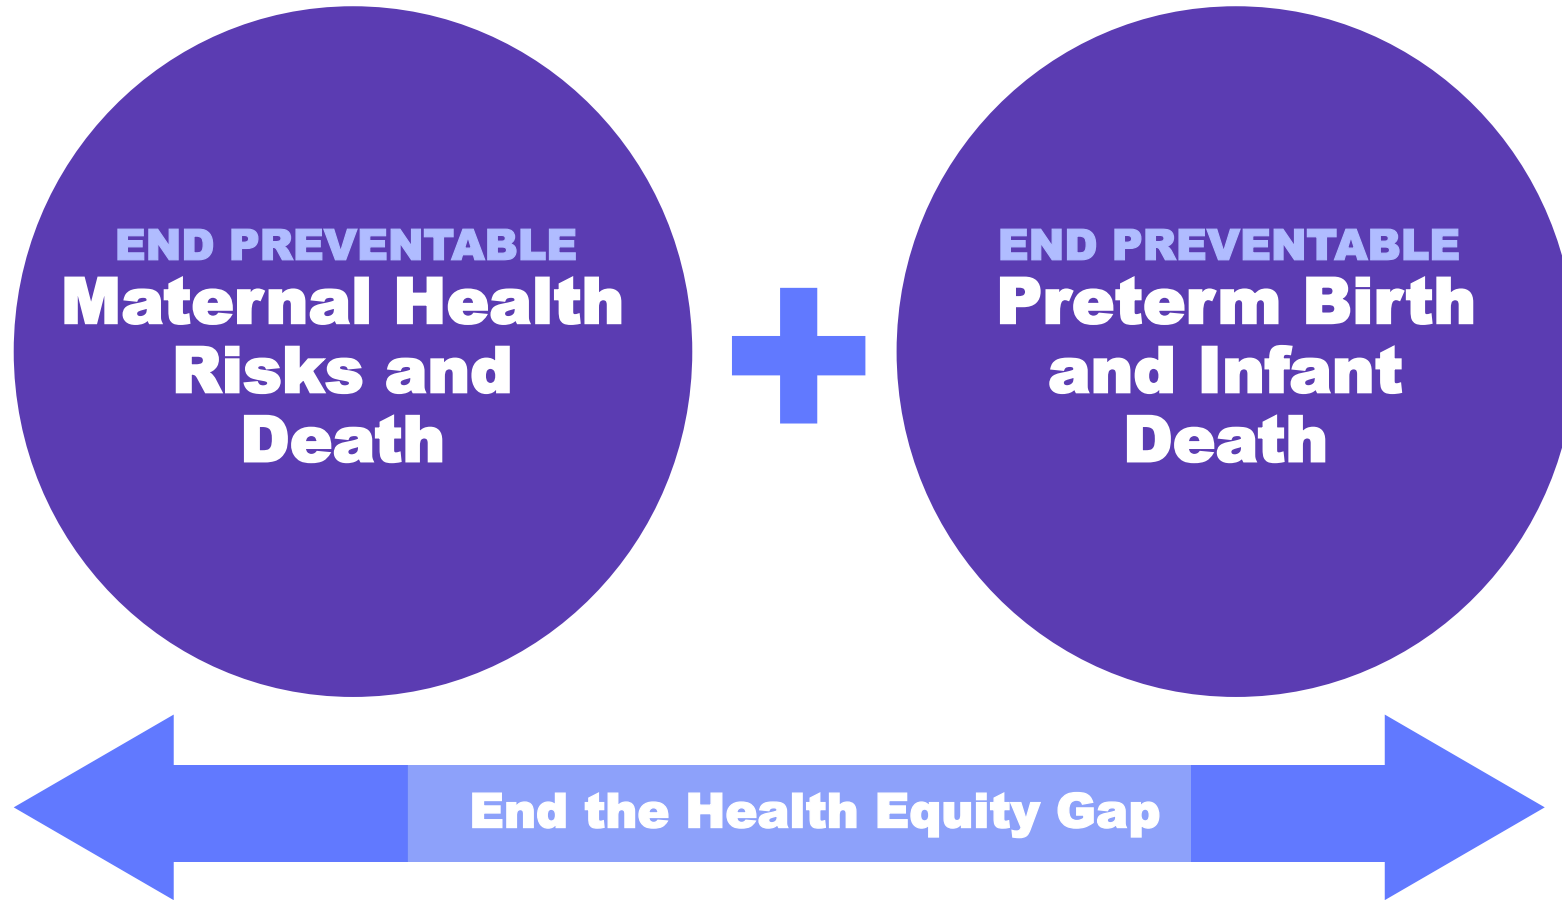 END PREVENTABLE
Maternal Health
Risks and
Death
END PREVENTABLE
Preterm Birth
and Infant
Death
End the Health Equity Gap